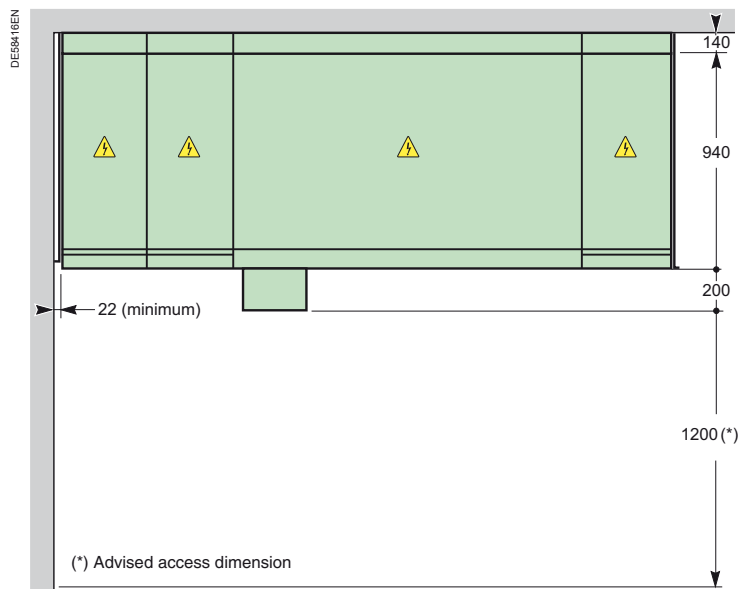 DE58416EN
140
940
200
22 (minimum)
1200 (*)
(*) Advised access dimension